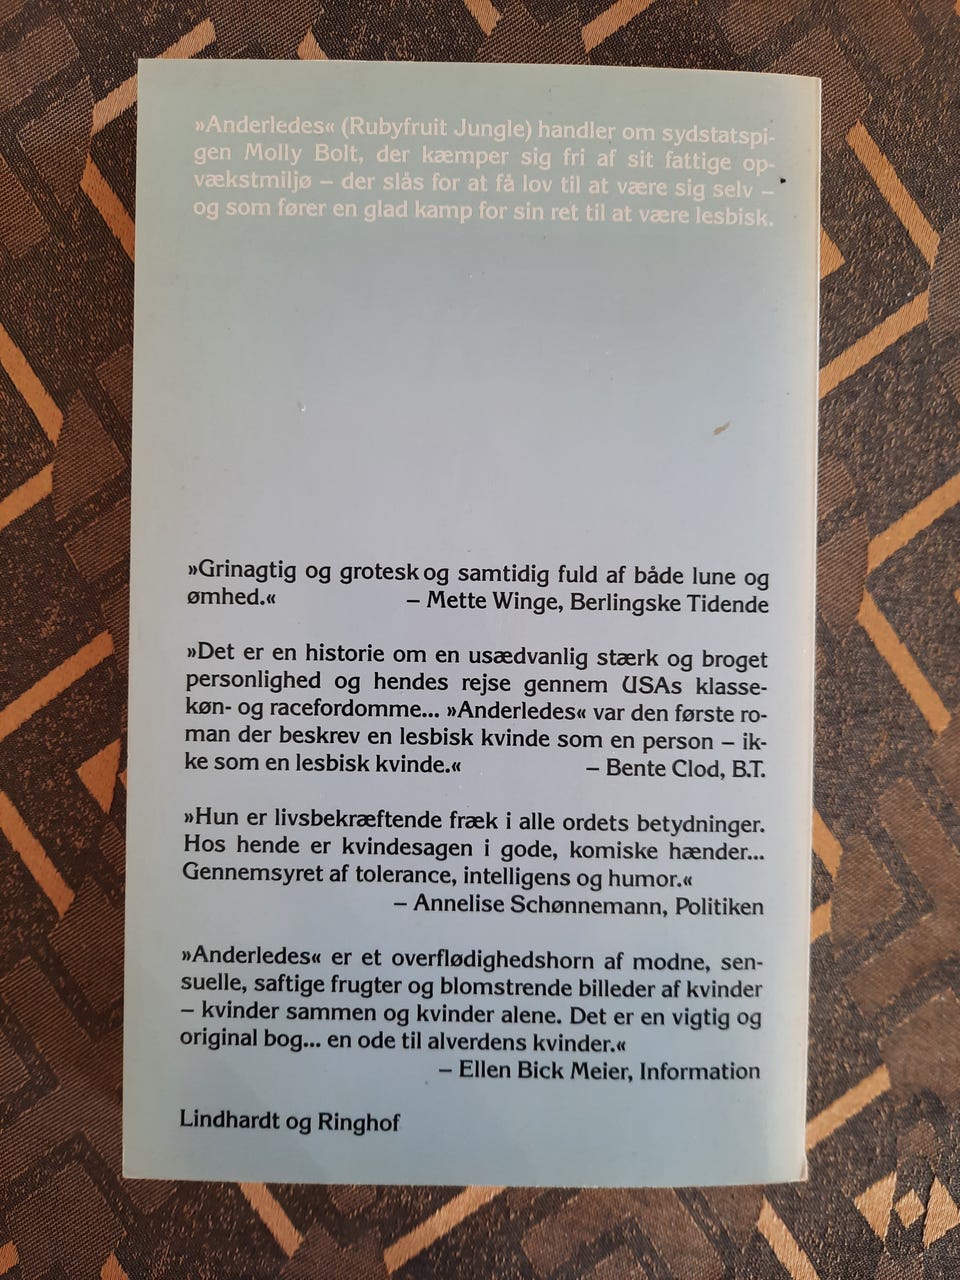 »Anderledes« (Rubyfruit Jungle) handler om sydstatspi-
gen Molly Bolt, der kæmper sig fri af sit fattige op-
vækstmiljø – der slås for at få lov til at være sig selv –
og som fører en glad kamp for sin ret til at være lesbisk.
»Grinagtig og grotesk og samtidig fuld af både lune og
ømhed.« – Mette Winge, Berlingske Tidende
»Det er en historie om en usædvanlig stærk og broget
personlighed og hendes rejse gennem USAs klasse-
køn- og racefordomme... »Anderledes« var den første ro-
man der beskrev en lesbisk kvinde som en person – ik-
ke som en lesbisk kvinde.« – Bente Clod, B.T.
»Hun er livsbekræftende fræk i alle ordets betydninger.
Hos hende er kvindesagen i gode, komiske hænder...
Gennemsyret af tolerance, intelligens og humor.«
– Annelise Schønnemann, Politiken
»Anderledes« er et overflødighedshorn af modne, sen-
suelle, saftige frugter og blomstrende billeder af kvinder
– kvinder sammen og kvinder alene. Det er en vigtig og
original bog... en ode til alverdens kvinder.«
– Ellen Bick Meier, Information
Lindhardt og Ringhof